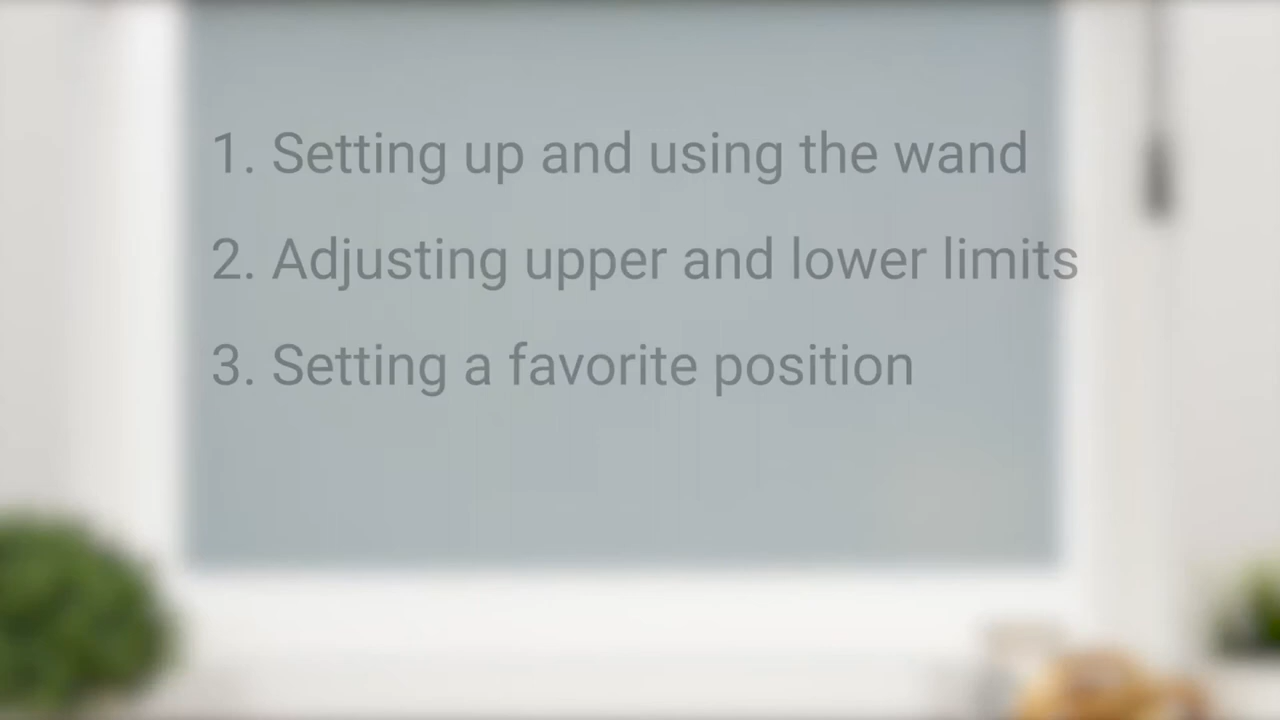 1. Setting up and using the wand
2. Adjusting upper and lower limits
3. Setting a favorite position